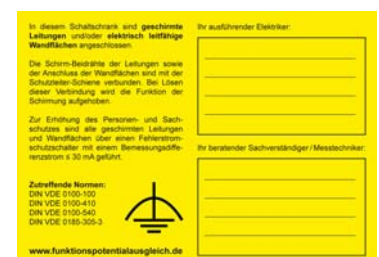 In diesem Schaltschrank sind geschirmte
Leitungen und/oder elektrisch leitfähige
Wandflächen angeschlossen.
Die Schirm-Beidrähte der Leitungen sowie
der Anschluss der Wandflächen sind mit der
Schutzleiter-Schiene verbunden. Bei Lösen
dieser Verbindung wird die Funktion der
Schirmung aufgehoben.
Zur Erhöhung des Personen- und Sach-
schutzes sind alle geschirmten Leitungen
und Wandflächen über einen Fehlerstrom-
schutzschalter mit einem Bemessungsdiffe-
renzstrom ≤ 30 mA geführt.
Zutreffende Normen:
DIN VDE 0100-100
DIN VDE 0100-410
DIN VDE 0100-540
DIN VDE 0185-305-3
www.funktionspotentialausgleich.de
Ihr ausführender Elektriker:
Ihr beratender Sachverständiger / Messtechniker: